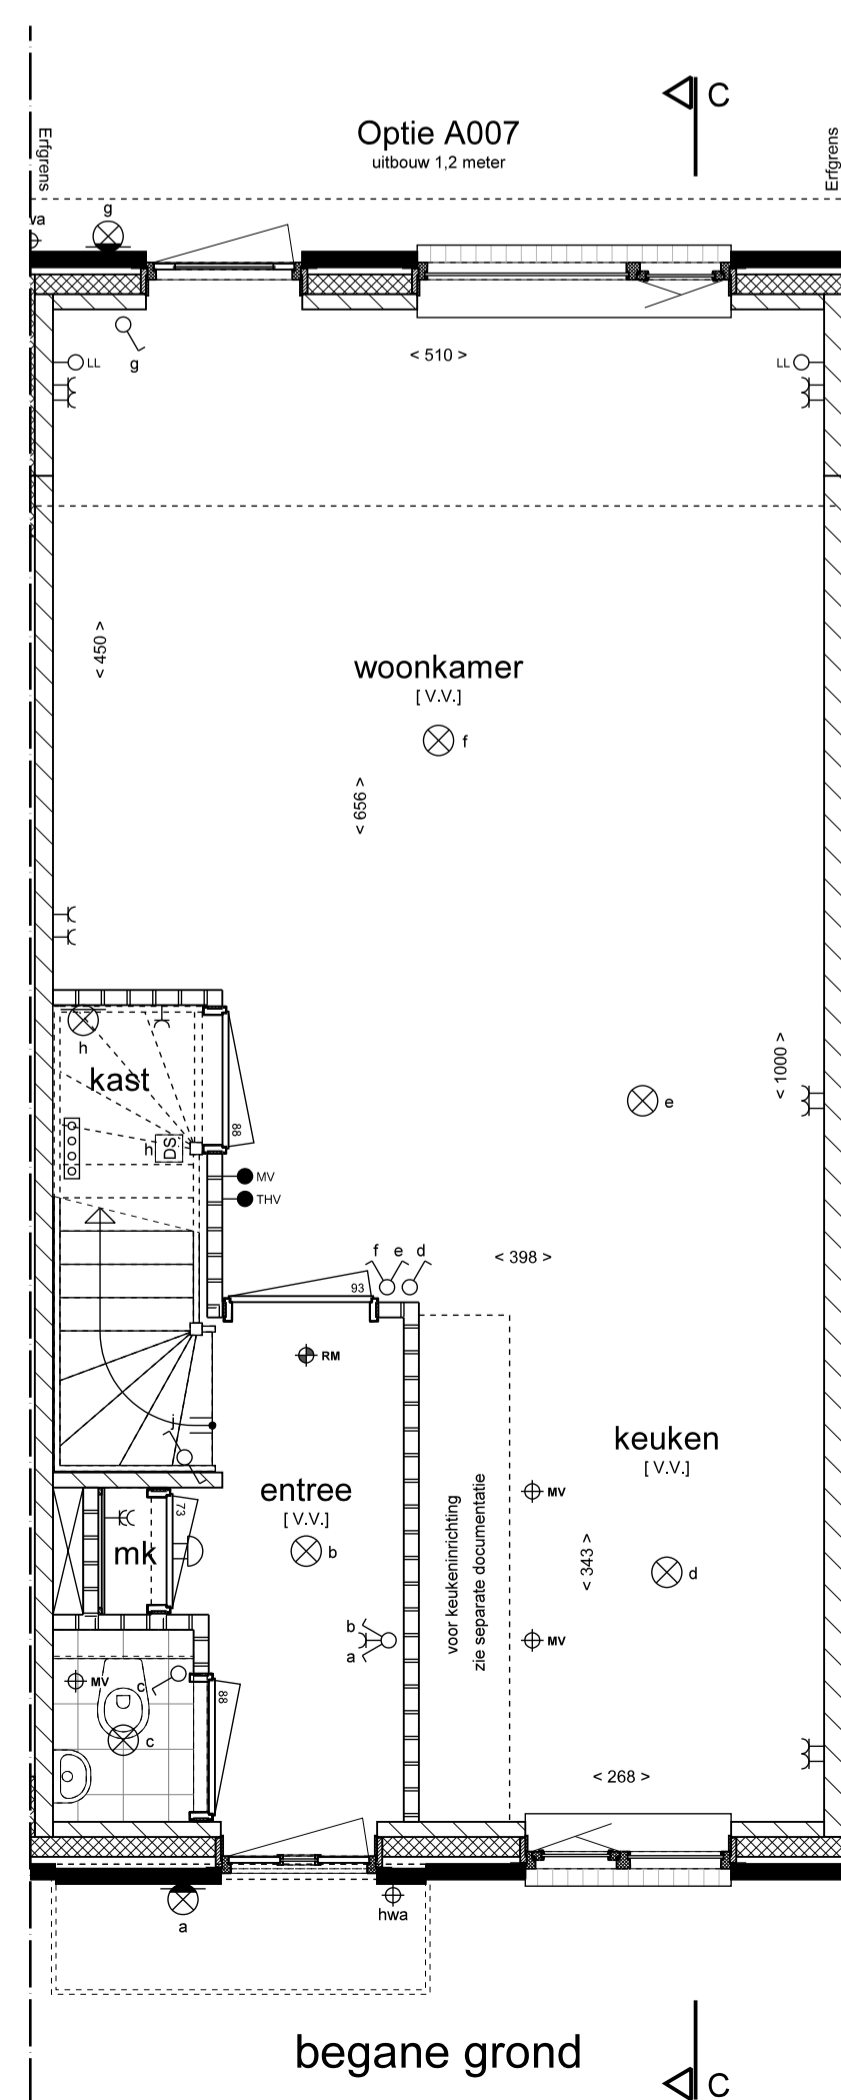 C
Optie A007
uitbouw 1,2 meter
Erfgrens
Erfgrens
g
g
LL
< 510 >
LL
< 450 >
woonkamer
[ V.V.]
f
< 656 >
h
kast
< 1000 >
e
88
h
DS
MV
THV
f e d
< 398 >
93
RM
j
keuken
[ V.V.]
entree
[ V.V.]
voor keukeninrichting
zie separate documentatie
MV
73
mk
b
< 343 >
d
b
a
MV
MV
c
88
c
< 268 >
a
hwa
begane grond
C